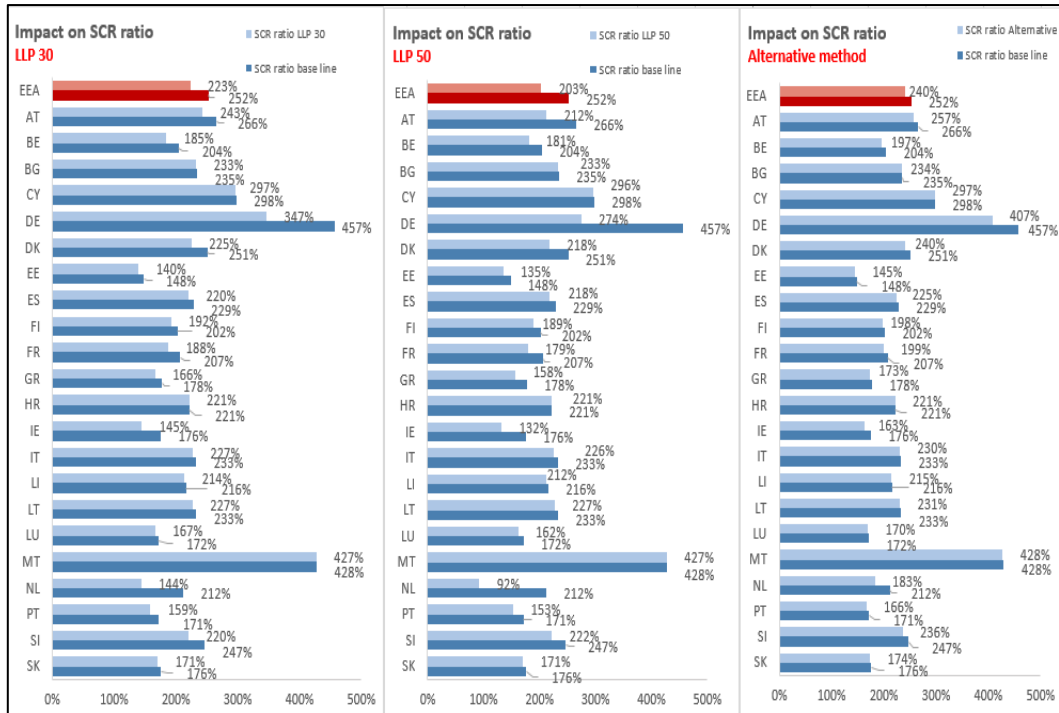 Impact on SCR ratio
LLP 30
SCR ratio LLP 30
SCR ratio base line
EEA 223% 252%
AT 243% 266%
BE 185% 204%
BG 233% 235%
CY 297% 298%
DE 347% 457%
DK 225% 251%
EE 140% 148%
ES 220% 229%
FI 192% 202%
FR 188% 207%
GR 166% 178%
HR 221% 221%
IE 145% 176%
IT 227% 233%
LI 214% 216%
LT 227% 233%
LU 167% 172%
MT 427% 428%
NL 144% 212%
PT 159% 171%
SI 220% 247%
SK 171% 176%
0% 100% 200% 300% 400% 500%
Impact on SCR ratio
LLP 50
SCR ratio LLP 50
SCR ratio base line
EEA 203% 252%
AT 212% 266%
BE 181% 204%
BG 233% 235%
CY 296% 298%
DE 274% 457%
DK 218% 251%
EE 135% 148%
ES 218% 229%
FI 189% 202%
FR 179% 207%
GR 158% 178%
HR 221% 221%
IE 132% 176%
IT 226% 233%
LI 212% 216%
LT 227% 233%
LU 162% 172%
MT 427% 428%
NL 92% 212%
PT 153% 171%
SI 222% 247%
SK 171% 176%
0% 100% 200% 300% 400% 500%
Impact on SCR ratio
Alternative method
SCR ratio Alternative
SCR ratio base line
EEA 240% 252%
AT 257% 266%
BE 197% 204%
BG 234% 235%
CY 297% 298%
DE 407% 457%
DK 240% 251%
EE 145% 148%
ES 225% 229%
FI 198% 202%
FR 199% 207%
GR 173% 178%
HR 221% 221%
IE 163% 176%
IT 230% 233%
LI 215% 216%
LT 231% 233%
LU 170% 172%
MT 428% 428%
NL 183% 212%
PT 166% 171%
SI 236% 247%
SK 174% 176%
0% 100% 200% 300% 400% 500%